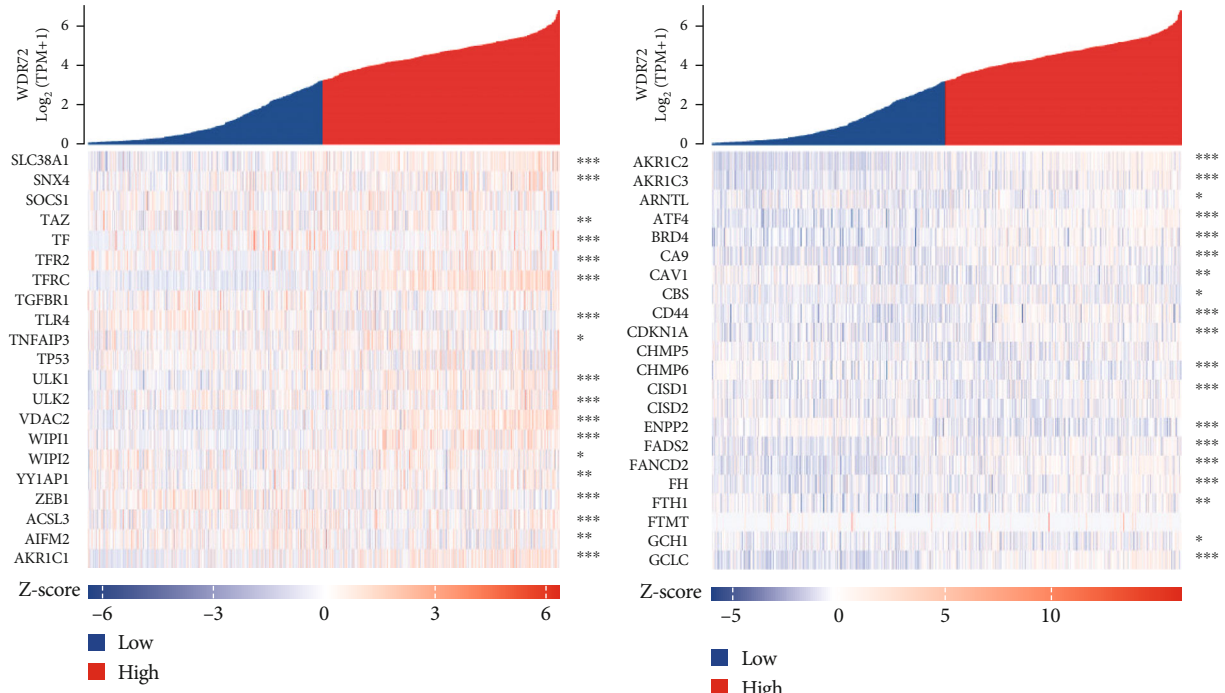 WDR72
Log2 (TPM+1)
6
4
2
0
SLC38A1 ***
SNX4 ***
SOCS1
TAZ **
TF ***
TFR2 ***
TFRC ***
TGFBR1
TLR4 ***
TNFAIP3 *
TP53
ULK1 ***
ULK2 ***
VDAC2 ***
WIPI1 ***
WIPI2 *
YY1AP1 **
ZEB1 ***
ACSL3 ***
AIFM2 **
AKR1C1 ***
Z-score
−6 −3 0 3 6
Low
High
WDR72
Log2 (TPM+1)
6
4
2
0
AKR1C2 ***
AKR1C3 ***
ARNTL *
ATF4 ***
BRD4 ***
CA9 ***
CAV1 **
CBS *
CD44 ***
CDKN1A ***
CHMP5
CHMP6 ***
CISD1 ***
CISD2
ENPP2 ***
FADS2 ***
FANCD2 ***
FH ***
FTH1 **
FTMT
GCH1 *
GCLC ***
Z-score
−5 0 5 10
Low
High